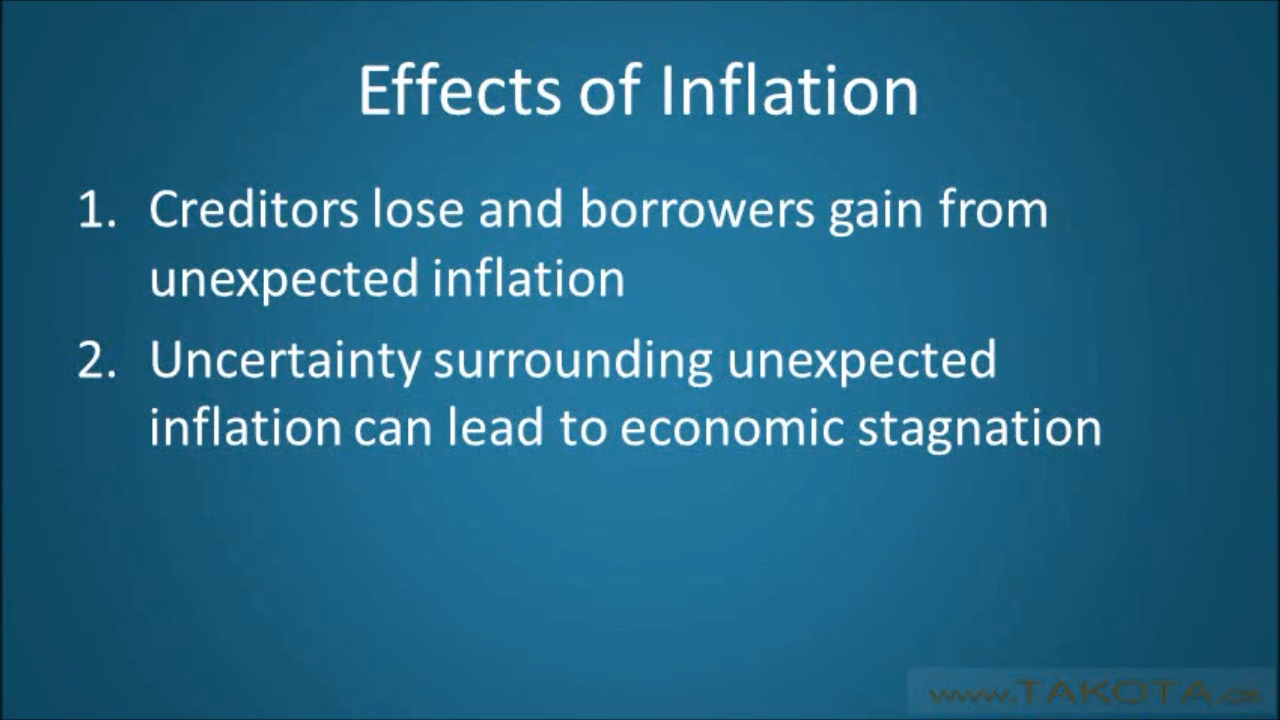 Effects of Inflation
1. Creditors lose and borrowers gain from
unexpected inflation
2. Uncertainty surrounding unexpected
inflation can lead to economic stagnation
www.TAKOTA.ca